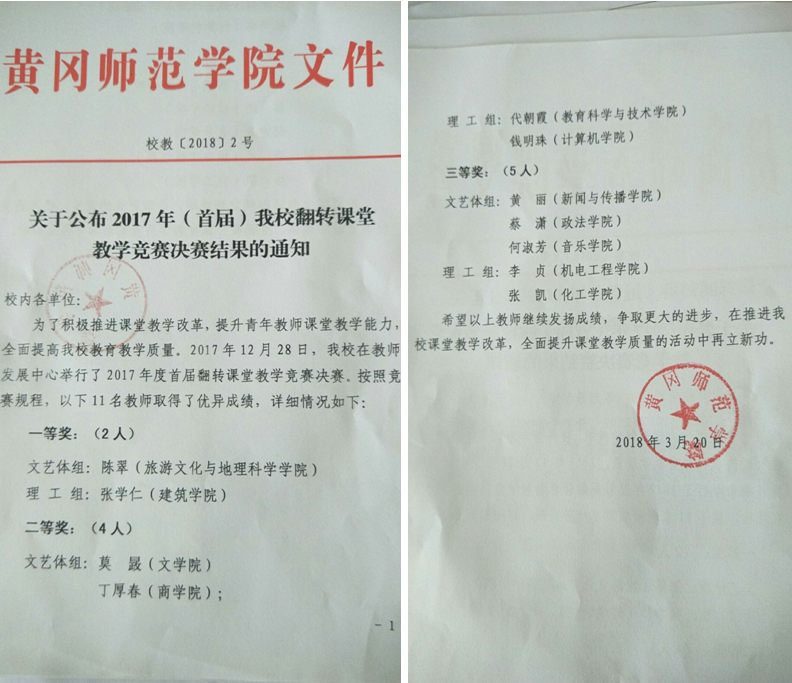 黄冈师范学院文件
校教〔2018〕2号
关于公布2017年（首届）我校翻转课堂
教学竞赛决赛结果的通知
校内各单位：
为了积极推进课堂教学改革，提升青年教师课堂教学能力，
全面提高我校教育教学质量。2017年12月28日，我校在教师
发展中心举行了2017年度首届翻转课堂教学竞赛决赛。按照竞
赛规程，以下11名教师取得了优异成绩，详细情况如下：
一等奖：（2人）
文艺体组：陈翠（旅游文化与地理科学学院）
理 工 组：张学仁（建筑学院）
二等奖：（4人）
文艺体组：莫 晸（文学院）
丁厚春（商学院）；
- 1
理 工 组：代朝霞（教育科学与技术学院）
钱明珠（计算机学院）
三等奖：（5人）
文艺体组：黄 丽（新闻与传播学院）
蔡 潇（政法学院）
何淑芳（音乐学院）
理 工 组：李 贞（机电工程学院）
张 凯（化工学院）
希望以上教师继续发扬成绩，争取更大的进步，在推进我
校课堂教学改革，全面提升课堂教学质量的活动中再立新功。
黄冈师范学院
2018年3月20日